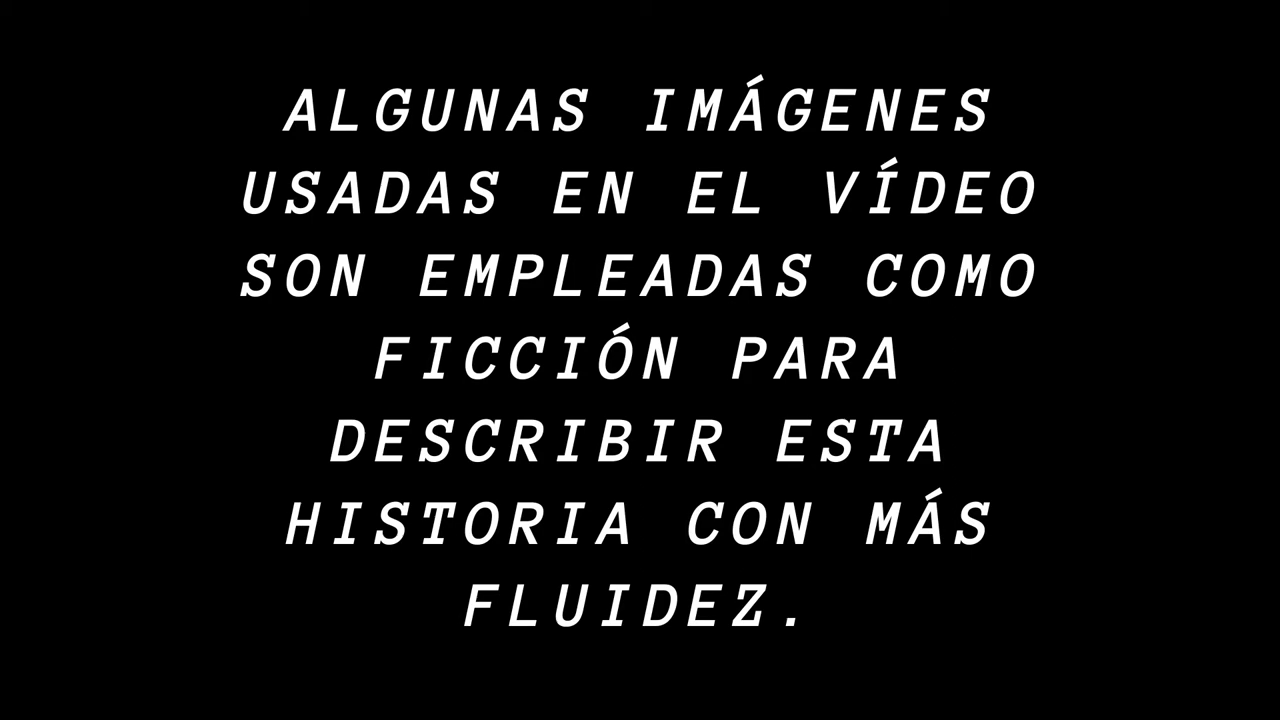 ALGUNAS IMÁGENES
USADAS EN EL VÍDEO
SON EMPLEADAS COMO
FICCIÓN PARA
DESCRIBIR ESTA
HISTORIA CON MÁS
FLUIDEZ.